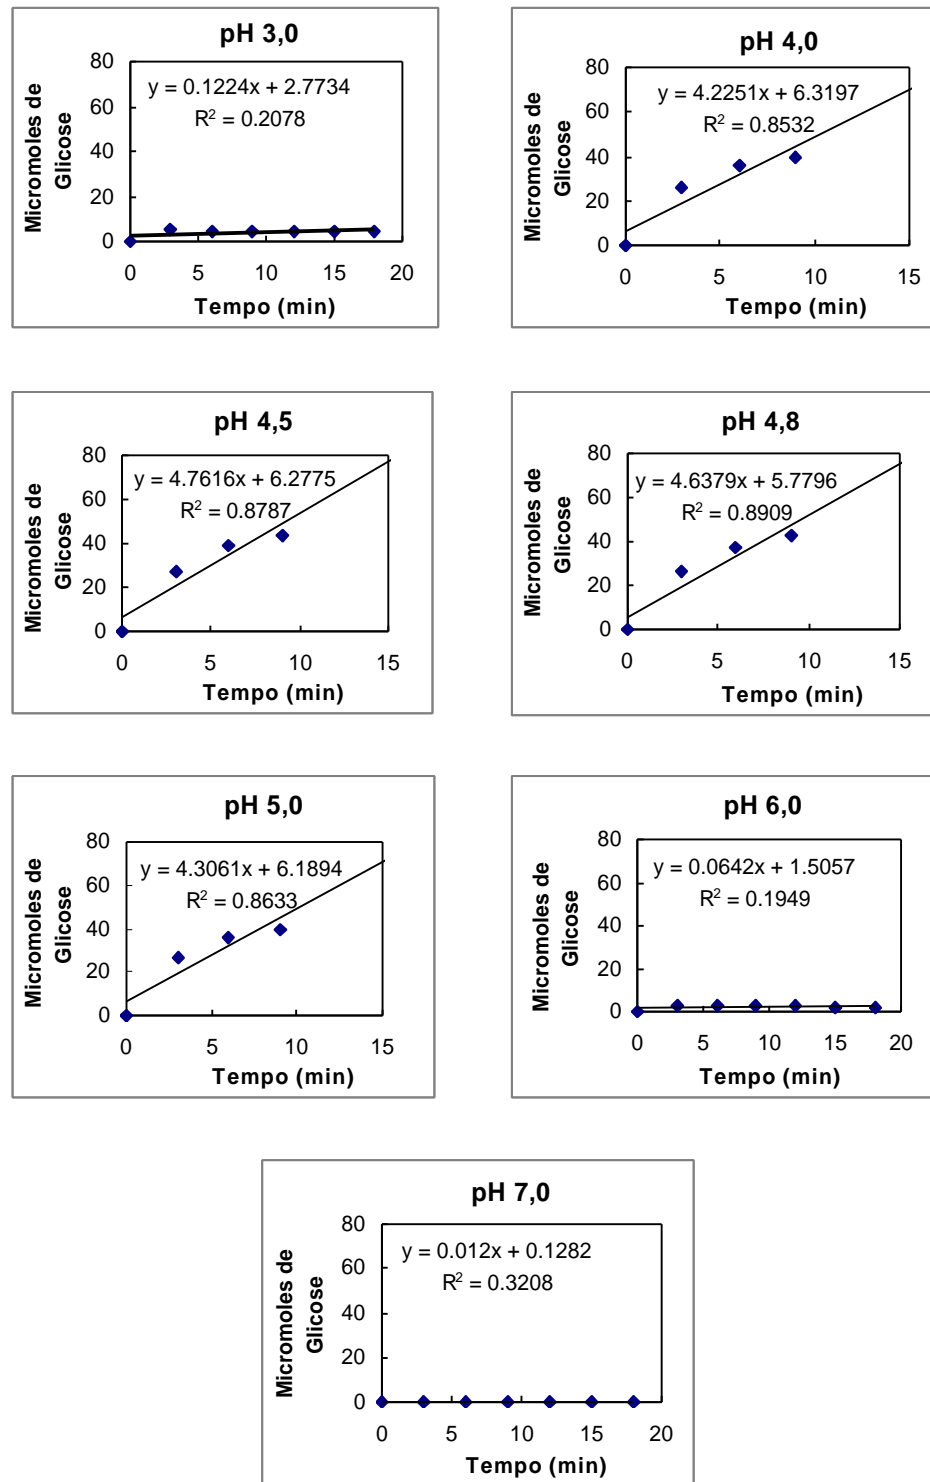 pH 3,0
y = 0.1224x + 2.7734
R² = 0.2078
Micromoles de
Glicose
80
60
40
20
0
0 5 10 15 20
Tempo (min)
pH 4,0
y = 4.2251x + 6.3197
R² = 0.8532
Micromoles de
Glicose
80
60
40
20
0
0 5 10 15
Tempo (min)
pH 4,5
y = 4.7616x + 6.2775
R² = 0.8787
Micromoles de
Glicose
80
60
40
20
0
0 5 10 15
Tempo (min)
pH 4,8
y = 4.6379x + 5.7796
R² = 0.8909
Micromoles de
Glicose
80
60
40
20
0
0 5 10 15
Tempo (min)
pH 5,0
y = 4.3061x + 6.1894
R² = 0.8633
Micromoles de
Glicose
80
60
40
20
0
0 5 10 15
Tempo (min)
pH 6,0
y = 0.0642x + 1.5057
R² = 0.1949
Micromoles de
Glicose
80
60
40
20
0
0 5 10 15 20
Tempo (min)
pH 7,0
y = 0.012x + 0.1282
R² = 0.3208
Micromoles de
Glicose
80
60
40
20
0
0 5 10 15 20
Tempo (min)